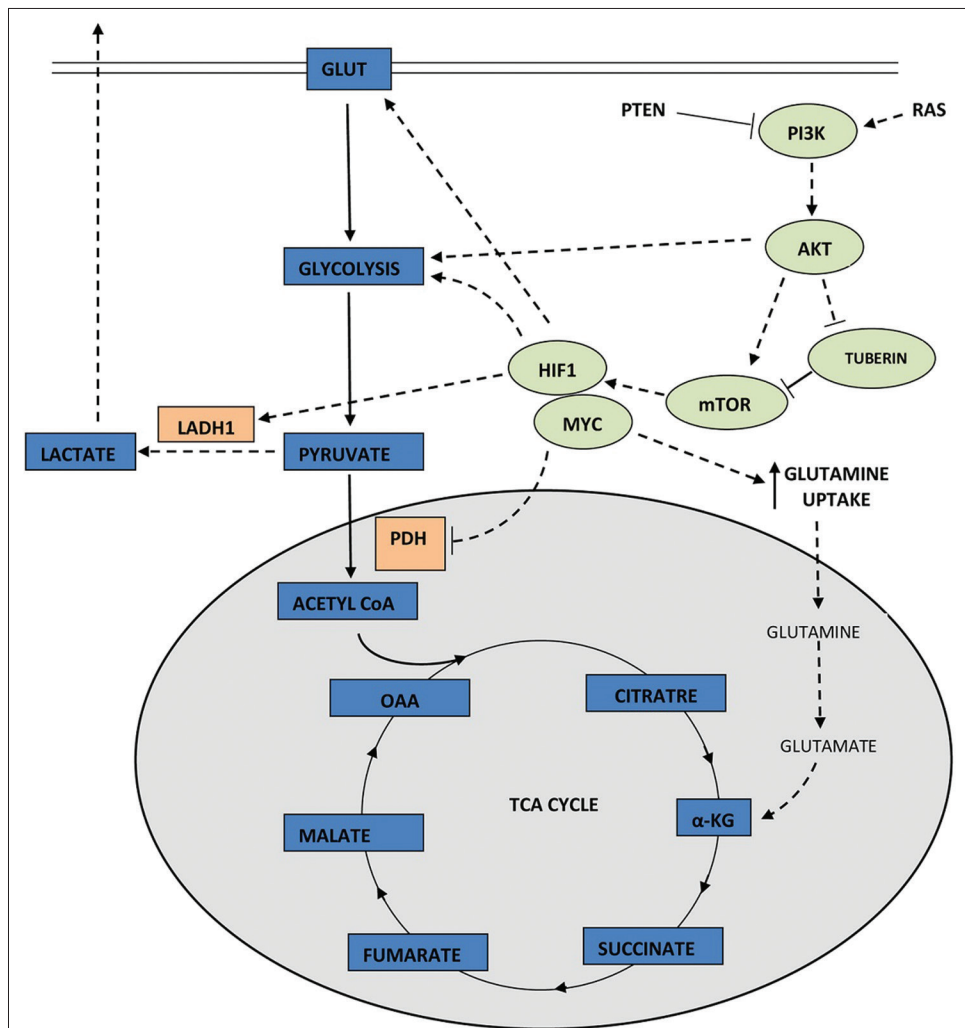 GLUT
PTEN
PI3K
RAS
GLYCOLYSIS
AKT
HIF1
TUBERIN
mTOR
MYC
LADH1
LACTATE
PYRUVATE
GLUTAMINE
UPTAKE
PDH
ACETYL CoA
GLUTAMINE
OAA
CITRATRE
GLUTAMATE
TCA CYCLE
α-KG
MALATE
FUMARATE
SUCCINATE